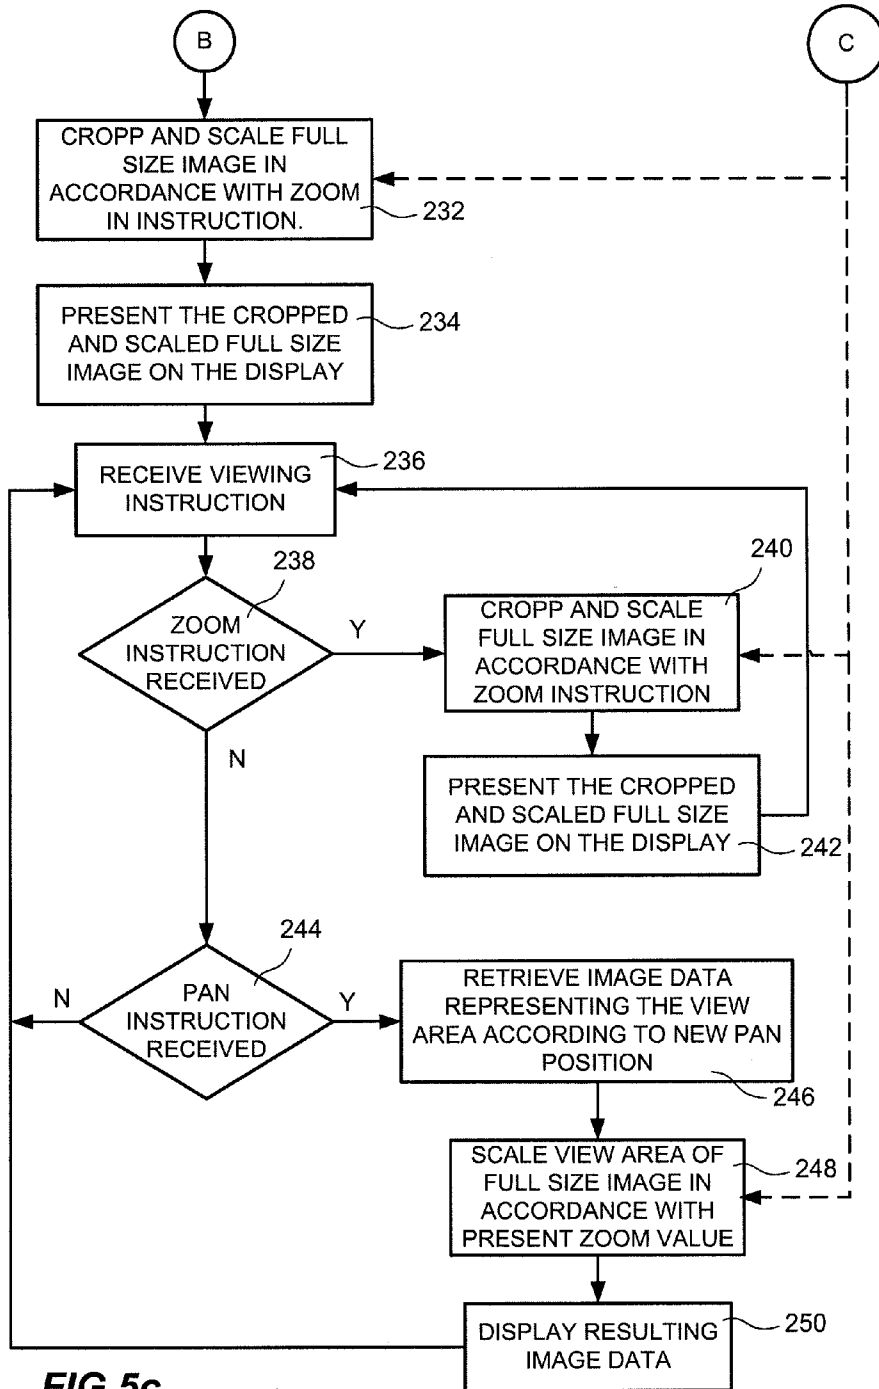 B
C
CROPP AND SCALE FULL
SIZE IMAGE IN
ACCORDANCE WITH ZOOM
IN INSTRUCTION.
232
PRESENT THE CROPPED
AND SCALED FULL SIZE
IMAGE ON THE DISPLAY
234
RECEIVE VIEWING
INSTRUCTION
236
238
ZOOM
INSTRUCTION
RECEIVED
Y
N
240
CROPP AND SCALE
FULL SIZE IMAGE IN
ACCORDANCE WITH
ZOOM INSTRUCTION
PRESENT THE CROPPED
AND SCALED FULL SIZE
IMAGE ON THE DISPLAY
242
244
PAN
INSTRUCTION
RECEIVED
N
Y
RETRIEVE IMAGE DATA
REPRESENTING THE VIEW
AREA ACCORDING TO NEW PAN
POSITION
246
SCALE VIEW AREA OF
FULL SIZE IMAGE IN
ACCORDANCE WITH
PRESENT ZOOM VALUE
248
DISPLAY RESULTING
IMAGE DATA
250
FIG 5c